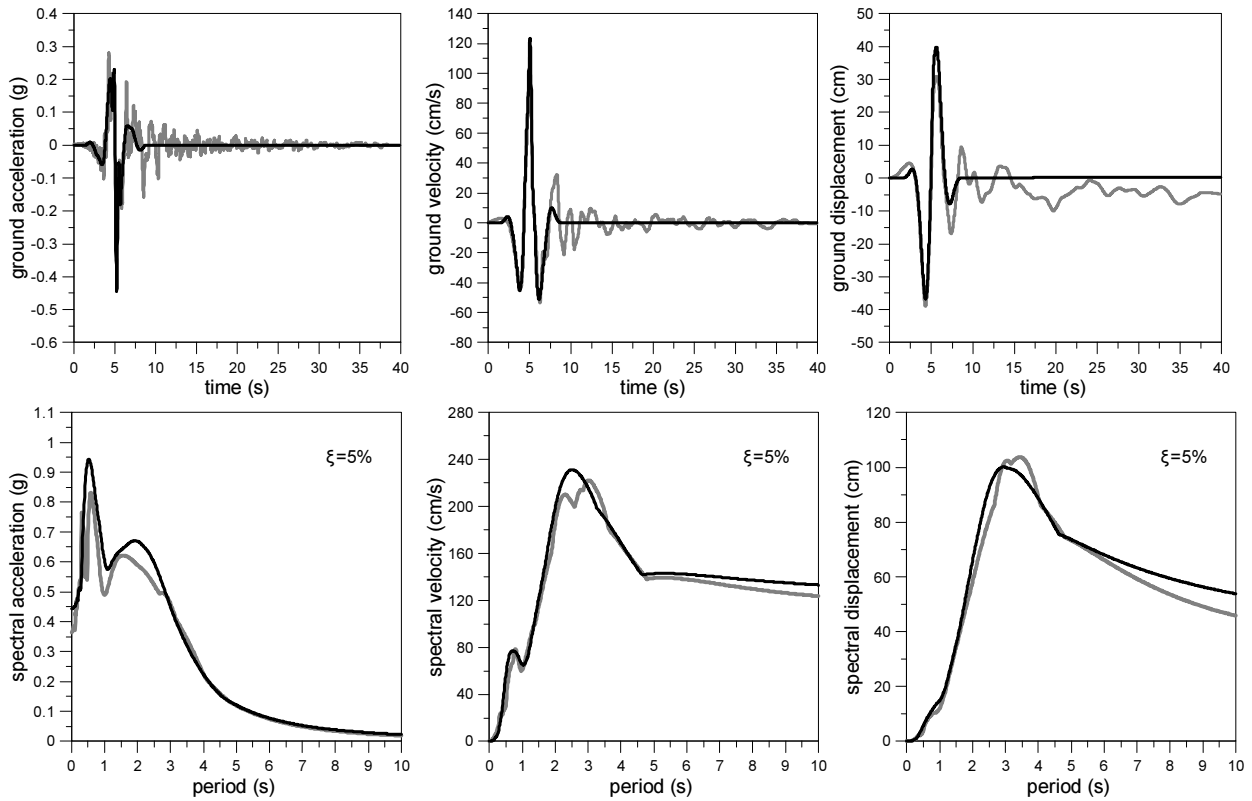 ground acceleration (g)
0.4
0.3
0.2
0.1
0
-0.1
-0.2
-0.3
-0.4
-0.5
-0.6
0 5 10 15 20 25 30 35 40
time (s)
ground velocity (cm/s)
140
120
100
80
60
40
20
0
-20
-40
-60
-80
0 5 10 15 20 25 30 35 40
time (s)
ground displacement (cm)
50
40
30
20
10
0
-10
-20
-30
-40
-50
0 5 10 15 20 25 30 35 40
time (s)
spectral acceleration (g)
1.1
1
0.9
0.8
0.7
0.6
0.5
0.4
0.3
0.2
0.1
0
ξ=5%
0 1 2 3 4 5 6 7 8 9 10
period (s)
spectral velocity (cm/s)
280
240
200
160
120
80
40
0
ξ=5%
0 1 2 3 4 5 6 7 8 9 10
period (s)
spectral displacement (cm)
120
100
80
60
40
20
0
ξ=5%
0 1 2 3 4 5 6 7 8 9 10
period (s)